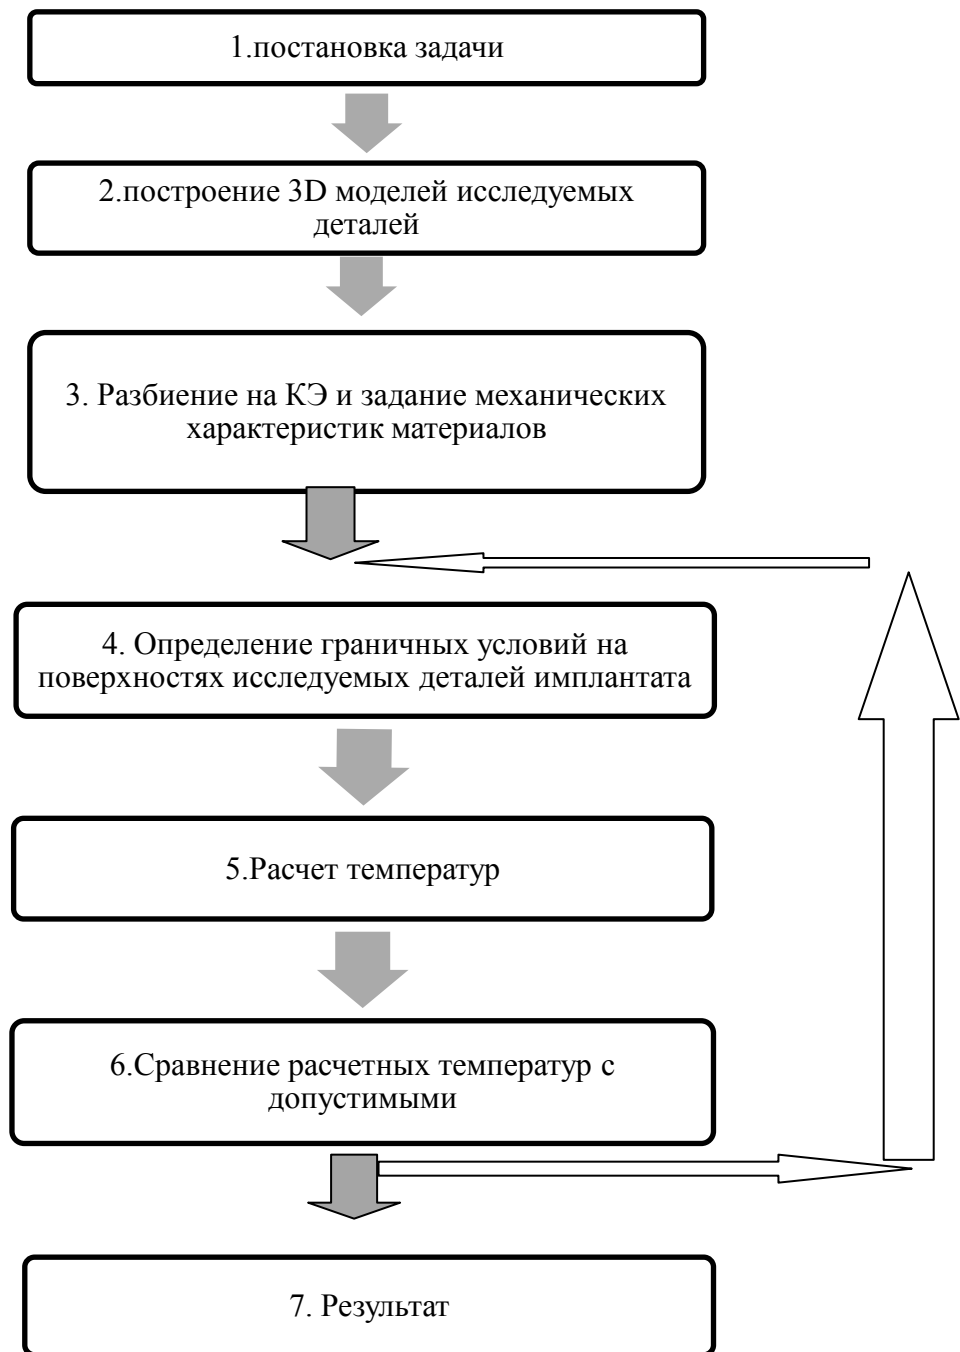 1.постановка задачи
2.построение 3D моделей исследуемых
деталей
3. Разбиение на КЭ и задание механических
характеристик материалов
4. Определение граничных условий на
поверхностях исследуемых деталей имплантата
5.Расчет температур
6.Сравнение расчетных температур с
допустимыми
7. Результат